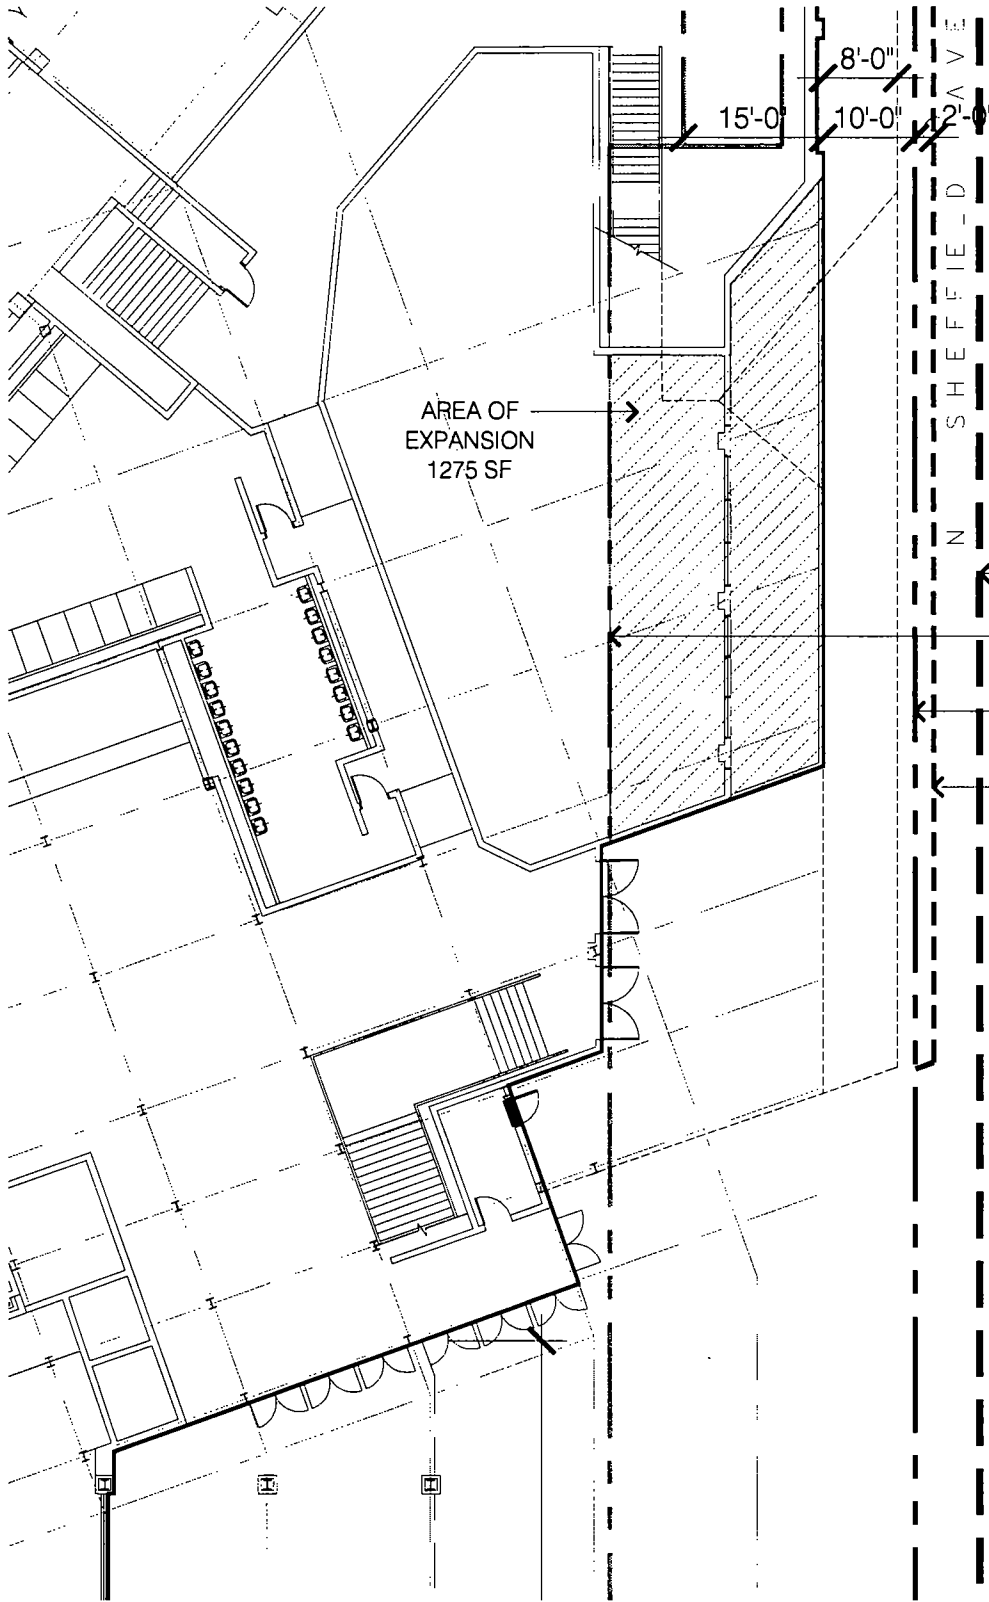 8'-0"
15'-0"
10'-0"
2'-0"
N SHEFFIELD AVE
AREA OF
EXPANSION
1275 SF